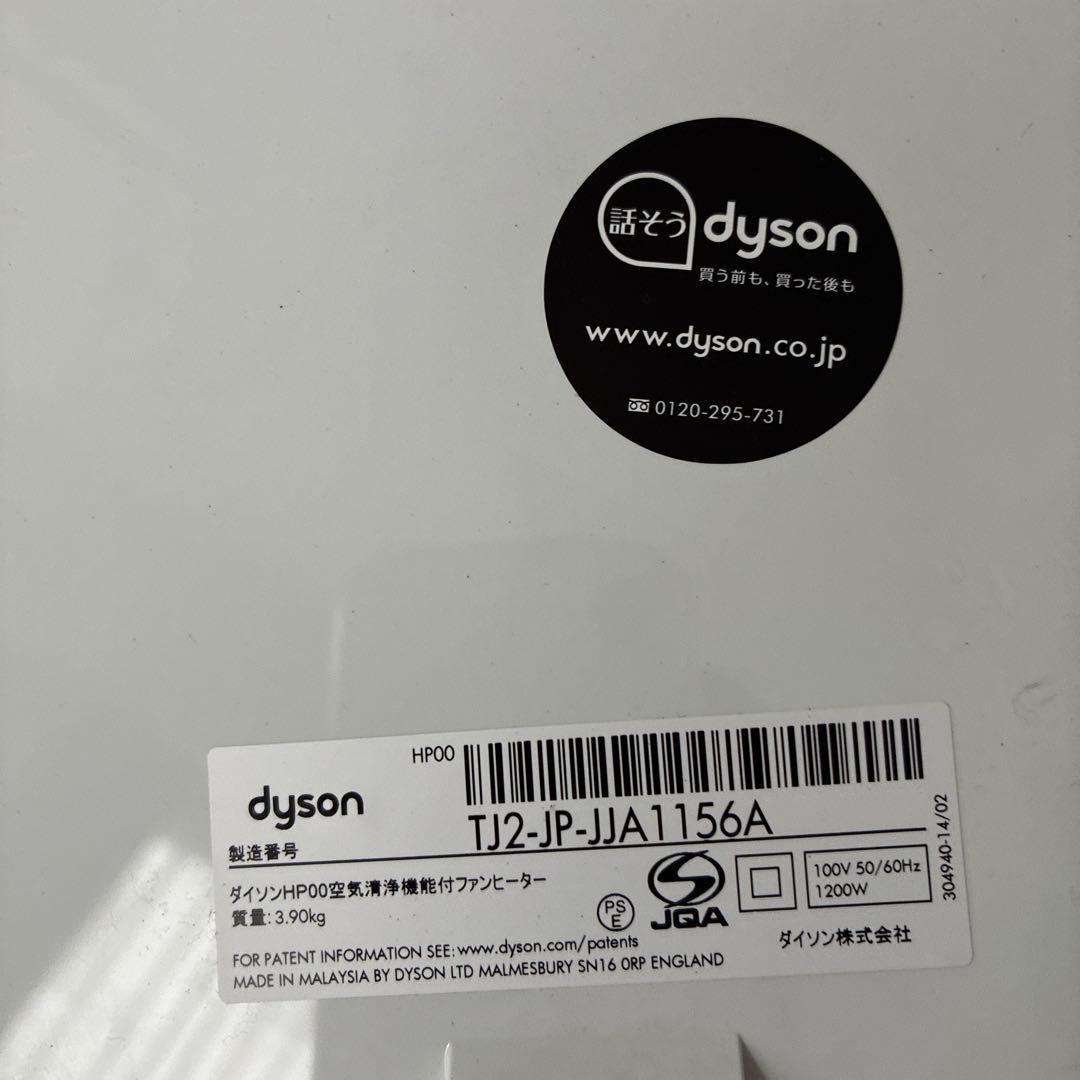 話そう dyson
買う前も、買った後も
www.dyson.co.jp
0120-295-731
HP00
dyson
TJ2-JP-JJA1156A
製造番号
ダイソンHP00空気清浄機能付ファンヒーター
質量:3.90kg
PS
E
JQA
100V 50/60Hz
1200W
304940-14/02
ダイソン株式会社
FOR PATENT INFORMATION SEE: www.dyson.com/patents
MADE IN MALAYSIA BY DYSON LTD MALMESBURY SN16 0RP ENGLAND